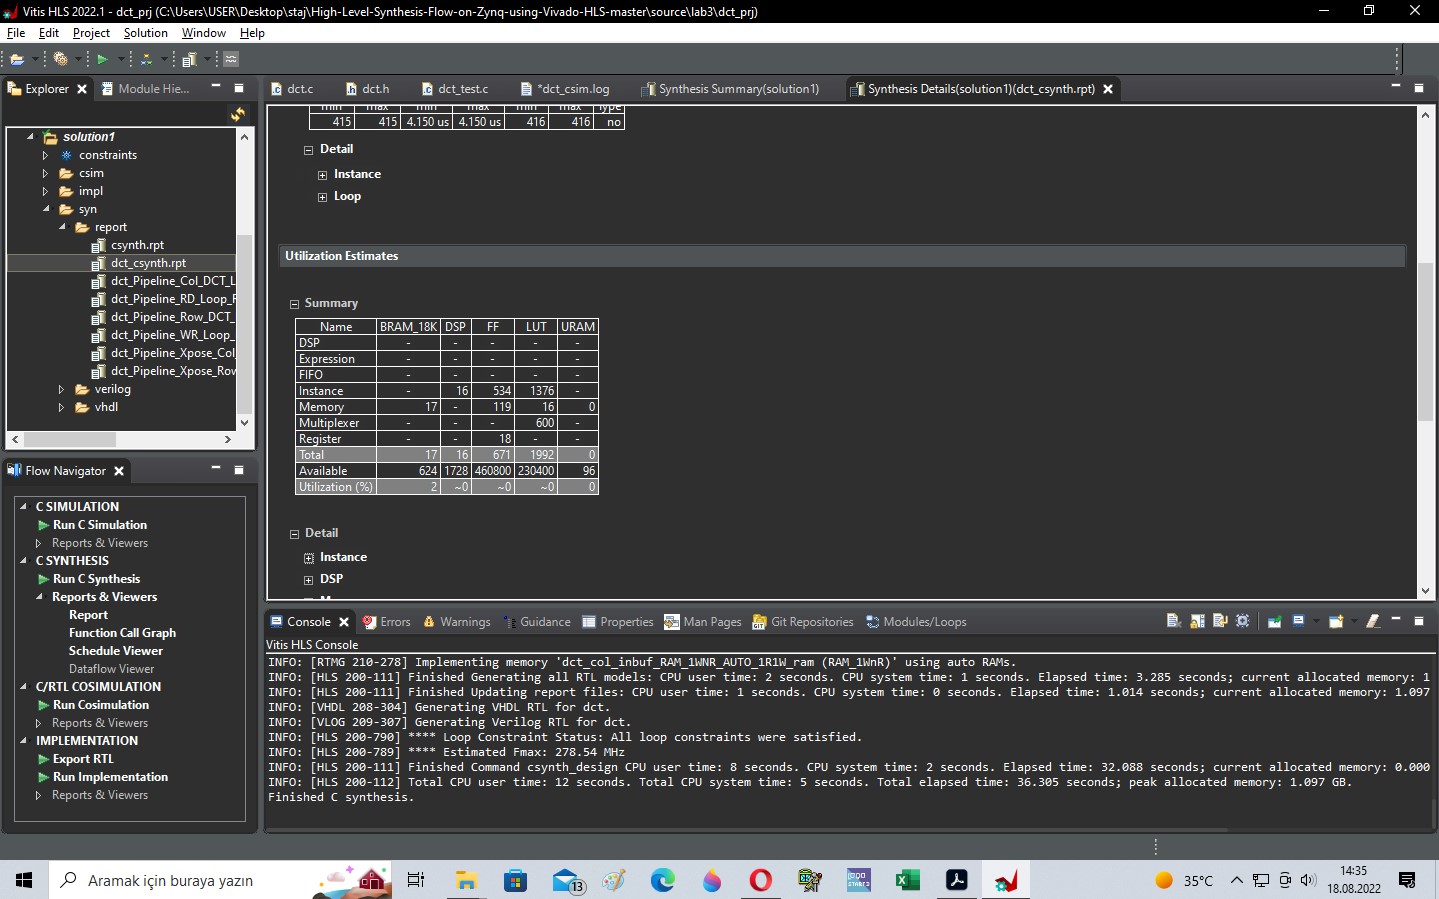 Vitis HLS 2022.1 - dct_prj (C:\Users\USER\Desktop\staj\High-Level-Synthesis-Flow-on-Zynq-using-Vivado-HLS-master\source\lab3\dct_prj)
File Edit Project Solution Window Help
Explorer Module Hie...
solution1
constraints
csim
impl
syn
report
csynth.rpt
dct_csynth.rpt
dct_Pipeline_Col_DCT_L
dct_Pipeline_RD_Loop_F
dct_Pipeline_Row_DCT_
dct_Pipeline_WR_Loop_
dct_Pipeline_Xpose_Col_
dct_Pipeline_Xpose_Row
verilog
vhdl
Flow Navigator
C SIMULATION
Run C Simulation
Reports & Viewers
C SYNTHESIS
Run C Synthesis
Reports & Viewers
Report
Function Call Graph
Schedule Viewer
Dataflow Viewer
C/RTL COSIMULATION
Run Cosimulation
Reports & Viewers
IMPLEMENTATION
Export RTL
Run Implementation
Reports & Viewers
dct.c dct.h dct_test.c *dct_csim.log Synthesis Summary(solution1) Synthesis Details(solution1)(dct_csynth.rpt)
min max min max min max Type
415 415 4.150 us 4.150 us 416 416 no
Detail
Instance
Loop
Utilization Estimates
Summary
Name BRAM_18K DSP FF LUT URAM
DSP - - - - -
Expression - - - - -
FIFO - - - - -
Instance - 16 534 1376 -
Memory 17 - 119 16 0
Multiplexer - - - 600 -
Register - - 18 - -
Total 17 16 671 1992 0
Available 624 1728 460800 230400 96
Utilization (%) 2 ~0 ~0 ~0 0
Detail
Instance
DSP
Console Errors Warnings Guidance Properties Man Pages Git Repositories Modules/Loops
Vitis HLS Console
INFO: [RTMG 210-278] Implementing memory 'dct_col_inbuf_RAM_1WNR_AUTO_1R1W_ram (RAM_1WnR)' using auto RAMs.
INFO: [HLS 200-111] Finished Generating all RTL models: CPU user time: 2 seconds. CPU system time: 1 seconds. Elapsed time: 3.285 seconds; current allocated memory: 1
INFO: [HLS 200-111] Finished Updating report files: CPU user time: 1 seconds. CPU system time: 0 seconds. Elapsed time: 1.014 seconds; current allocated memory: 1.097
INFO: [VHDL 208-304] Generating VHDL RTL for dct.
INFO: [VLOG 209-307] Generating Verilog RTL for dct.
INFO: [HLS 200-790] **** Loop Constraint Status: All loop constraints were satisfied.
INFO: [HLS 200-789] **** Estimated Fmax: 278.54 MHz
INFO: [HLS 200-111] Finished Command csynth_design CPU user time: 8 seconds. CPU system time: 2 seconds. Elapsed time: 32.088 seconds; current allocated memory: 0.000
INFO: [HLS 200-112] Total CPU user time: 12 seconds. Total CPU system time: 5 seconds. Total elapsed time: 36.305 seconds; peak allocated memory: 1.097 GB.
Finished C synthesis.
Aramak için buraya yazın
13
35°C
14:35
18.08.2022